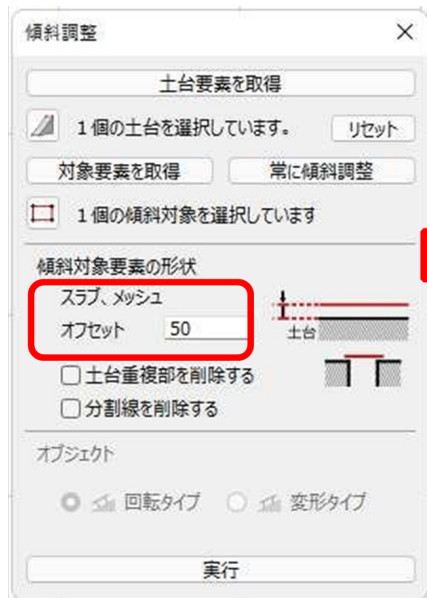 傾斜調整
土台要素を取得
1 個の土台を選択しています。 リセット
対象要素を取得 常に傾斜調整
1 個の傾斜対象を選択しています
傾斜対象要素の形状
スラブ、メッシュ
オフセット 50
土台
土台重複部を削除する
分割線を削除する
オブジェクト
回転タイプ 変形タイプ
実行